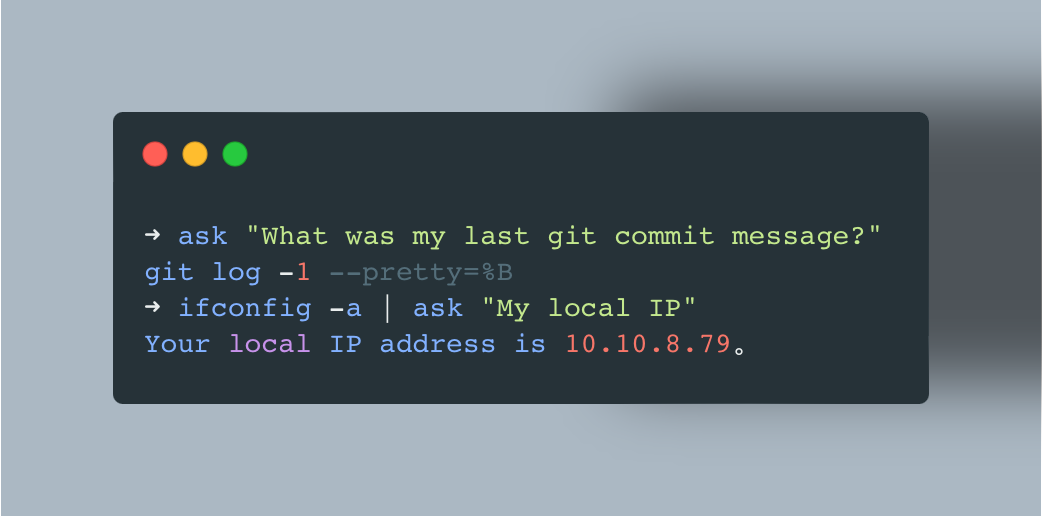 ➜ ask "What was my last git commit message?"
git log -1 --pretty=%B
➜ ifconfig -a | ask "My local IP"
Your local IP address is 10.10.8.79。